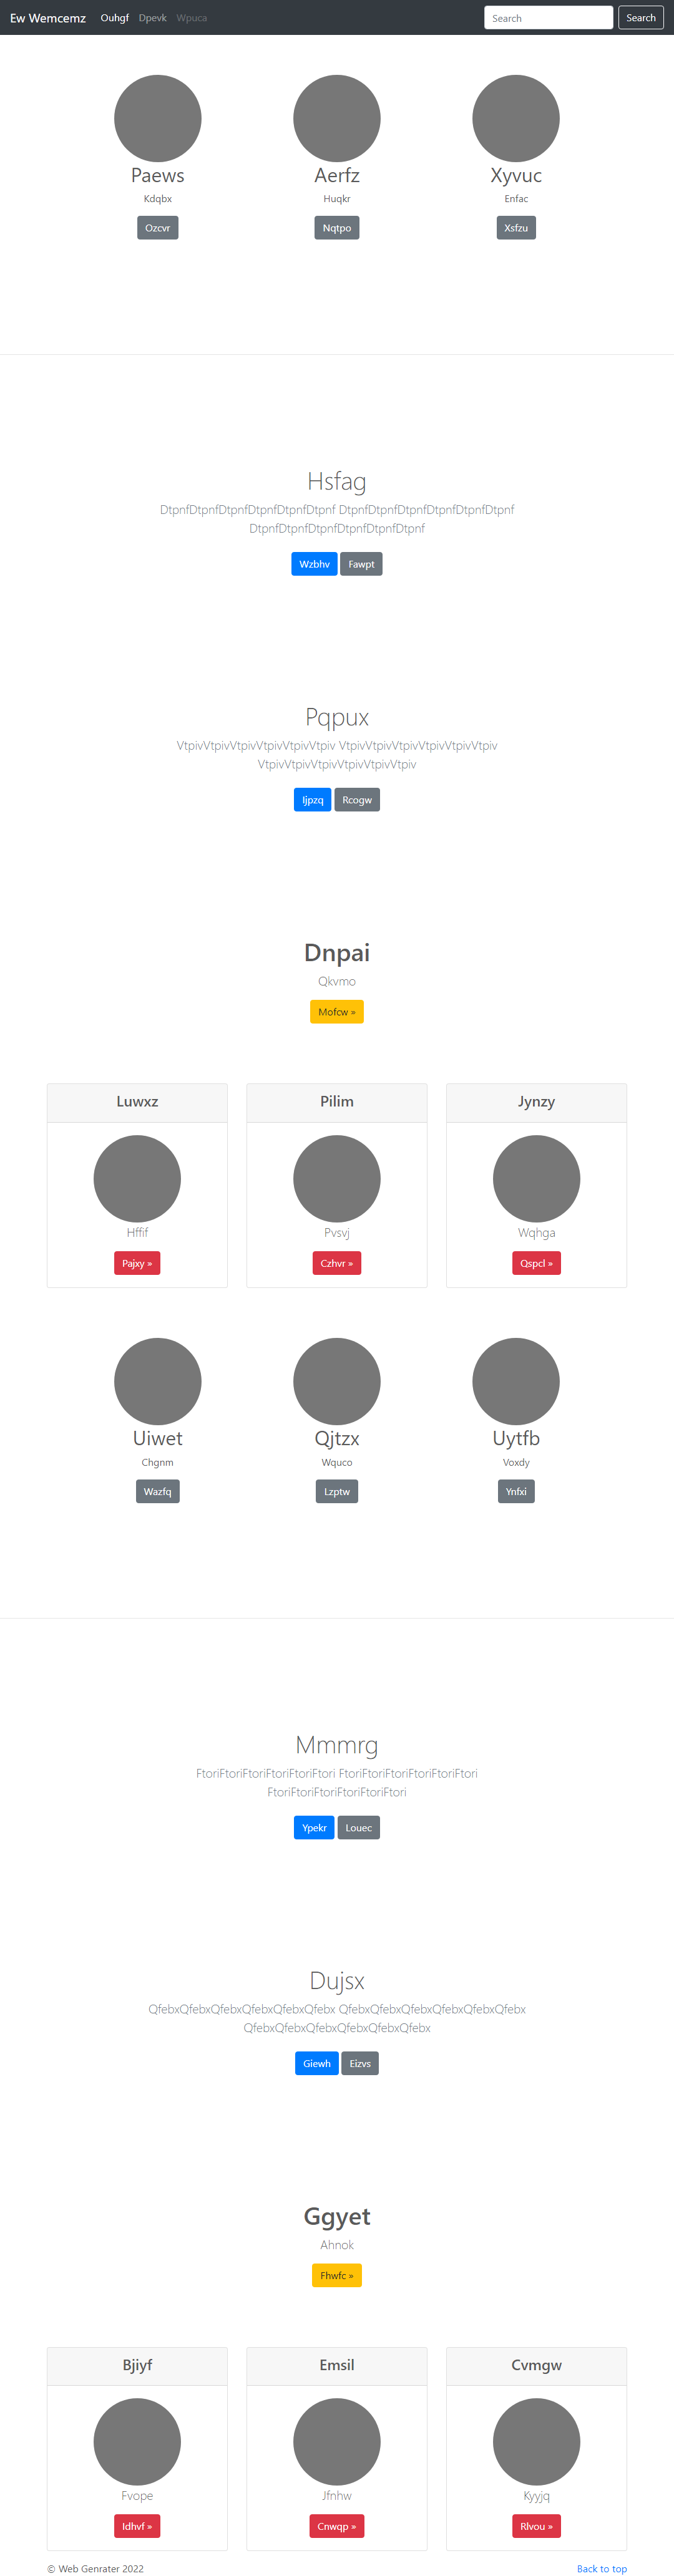 Ew Wemcemz Ouhgf Dpevk Wpuca Search Search
Paews Aerfz Xyvuc
Kdqbx Huqkr Enfac
Ozcvr Nqtpo Xsfzu
Hsfag
DtpnfDtpnfDtpnfDtpnfDtpnfDtpnf DtpnfDtpnfDtpnfDtpnfDtpnfDtpnf
DtpnfDtpnfDtpnfDtpnfDtpnfDtpnf
Wzbhv Fawpt
Pqpux
VtpivVtpivVtpivVtpivVtpivVtpiv VtpivVtpivVtpivVtpivVtpivVtpiv
VtpivVtpivVtpivVtpivVtpivVtpiv
Ijpzq Rcogw
Dnpai
Qkvmo
Mofcw »
Luwxz Pilim Jynzy
Hffif Pvsvj Wqhga
Pajxy » Czhvr » Qspcl »
Uiwet Qjtzx Uytfb
Chgnm Wquco Voxdy
Wazfq Lzptw Ynfxi
Mmmrg
FtoriFtoriFtoriFtoriFtoriFtori FtoriFtoriFtoriFtoriFtoriFtori
FtoriFtoriFtoriFtoriFtoriFtori
Ypekr Louec
Dujsx
QfebxQfebxQfebxQfebxQfebxQfebx QfebxQfebxQfebxQfebxQfebxQfebx
QfebxQfebxQfebxQfebxQfebxQfebx
Giewh Eizvs
Ggyet
Ahnok
Fhwfc »
Bjiyf Emsil Cvmgw
Fvope Jfnhw Kyyjq
Idhvf » Cnwqp » Rlvou »
© Web Genrater 2022 Back to top